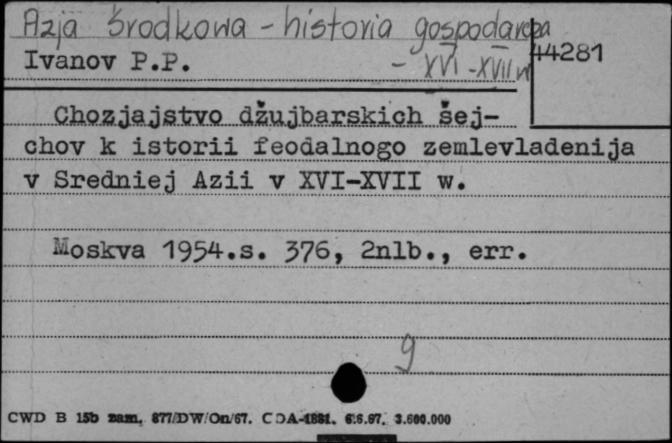 Azja Środkowa - historia gospodarcza
- XVI - XVII w
44281
Ivanov P.P.
Chozjajstvo džujbarskich šej-
chov k istorii feodalnogo zemlevladenija
v Sredniej Azii v XVI-XVII w.
Moskva 1954.s. 376, 2nlb., err.
g
CWD B 15b zam. 877/DW/On/67. CDA-1881. 6.6.67. 3.600.000